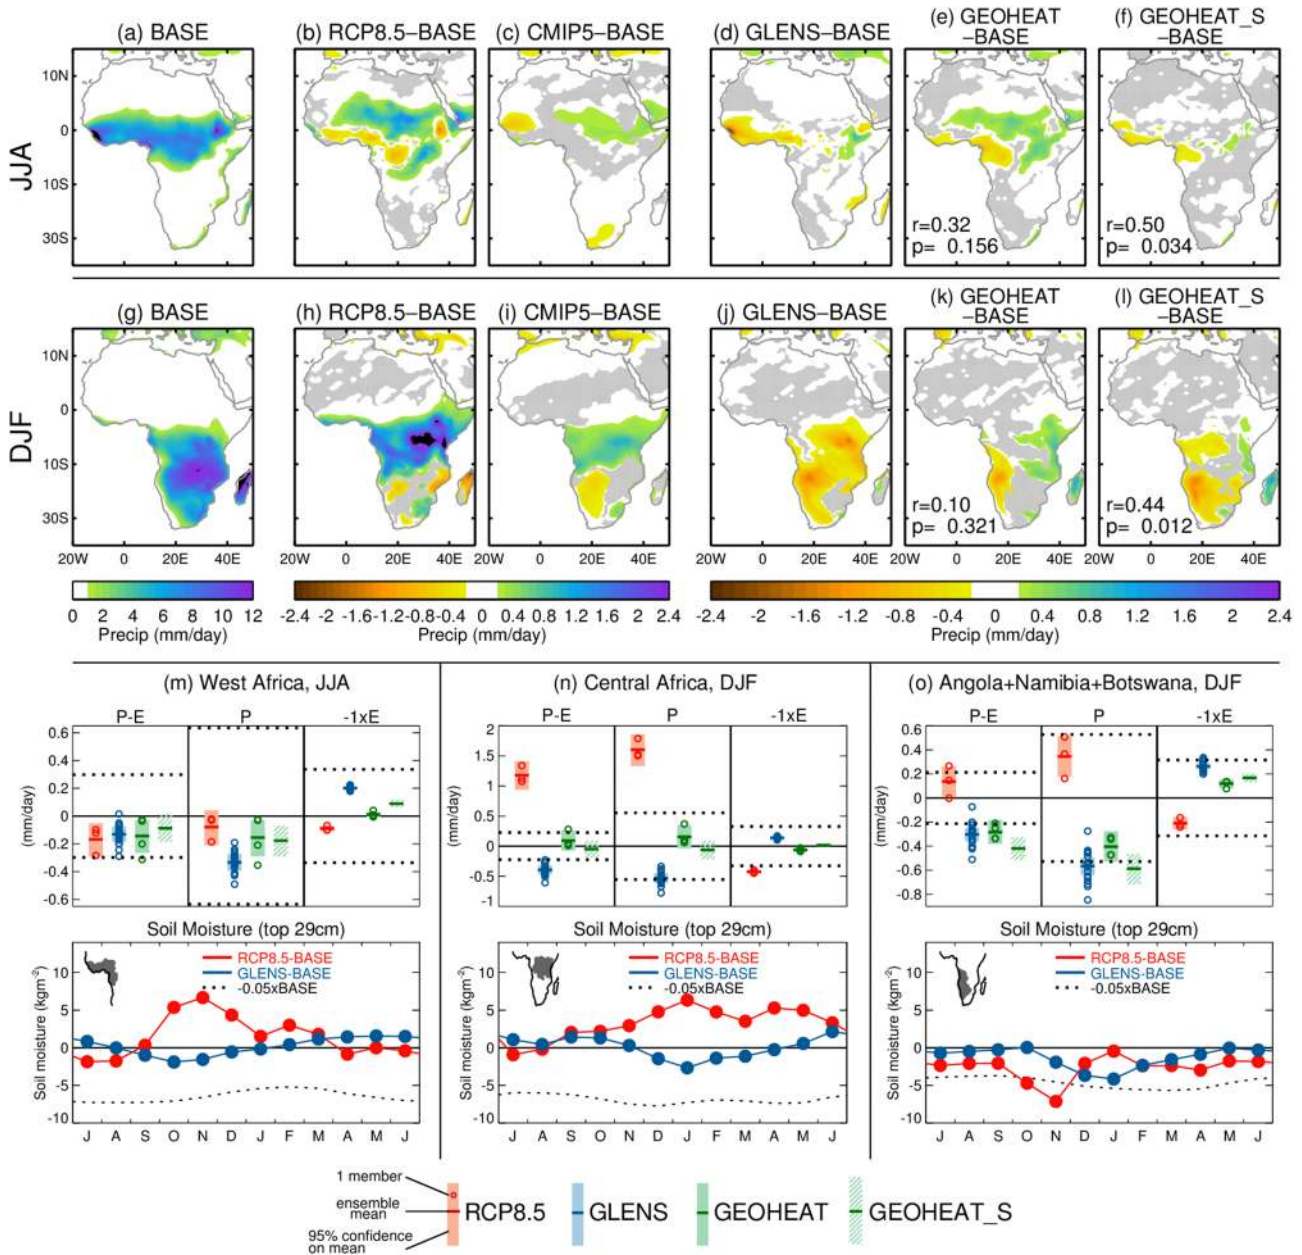 (a) BASE
(b) RCP8.5–BASE
(c) CMIP5–BASE
(d) GLENS–BASE
(e) GEOHEAT
–BASE
(f) GEOHEAT_S
–BASE
JJA
10N
0
10S
30S
r=0.32
p= 0.156
r=0.50
p= 0.034
(g) BASE
(h) RCP8.5–BASE
(i) CMIP5–BASE
(j) GLENS–BASE
(k) GEOHEAT
–BASE
(l) GEOHEAT_S
–BASE
DJF
10N
0
10S
30S
r=0.10
p= 0.321
r=0.44
p= 0.012
20W 0 20E 40E
20W 0 20E 40E
20W 0 20E 40E
20W 0 20E 40E
20W 0 20E 40E
20W 0 20E 40E
0 2 4 6 8 10 12
Precip (mm/day)
-2.4 -2 -1.6 -1.2 -0.8 -0.4 0 0.4 0.8 1.2 1.6 2 2.4
Precip (mm/day)
-2.4 -2 -1.6 -1.2 -0.8 -0.4 0 0.4 0.8 1.2 1.6 2 2.4
Precip (mm/day)
(m) West Africa, JJA
P-E P -1xE
(mm/day)
0.6
0.4
0.2
0
-0.2
-0.4
-0.6
(n) Central Africa, DJF
P-E P -1xE
(mm/day)
2
1.5
1
0.5
0
-0.5
-1
(o) Angola+Namibia+Botswana, DJF
P-E P -1xE
(mm/day)
0.6
0.4
0.2
0
-0.2
-0.4
-0.6
-0.8
Soil Moisture (top 29cm)
RCP8.5-BASE
GLENS-BASE
-0.05xBASE
Soil moisture (kgm-2)
10
5
0
-5
-10
J A S O N D J F M A M J
Soil Moisture (top 29cm)
RCP8.5-BASE
GLENS-BASE
-0.05xBASE
Soil moisture (kgm-2)
10
5
0
-5
-10
J A S O N D J F M A M J
Soil Moisture (top 29cm)
RCP8.5-BASE
GLENS-BASE
-0.05xBASE
Soil moisture (kgm-2)
10
5
0
-5
-10
J A S O N D J F M A M J
1 member
ensemble
mean
95% confidence
on mean
RCP8.5
GLENS
GEOHEAT
GEOHEAT_S